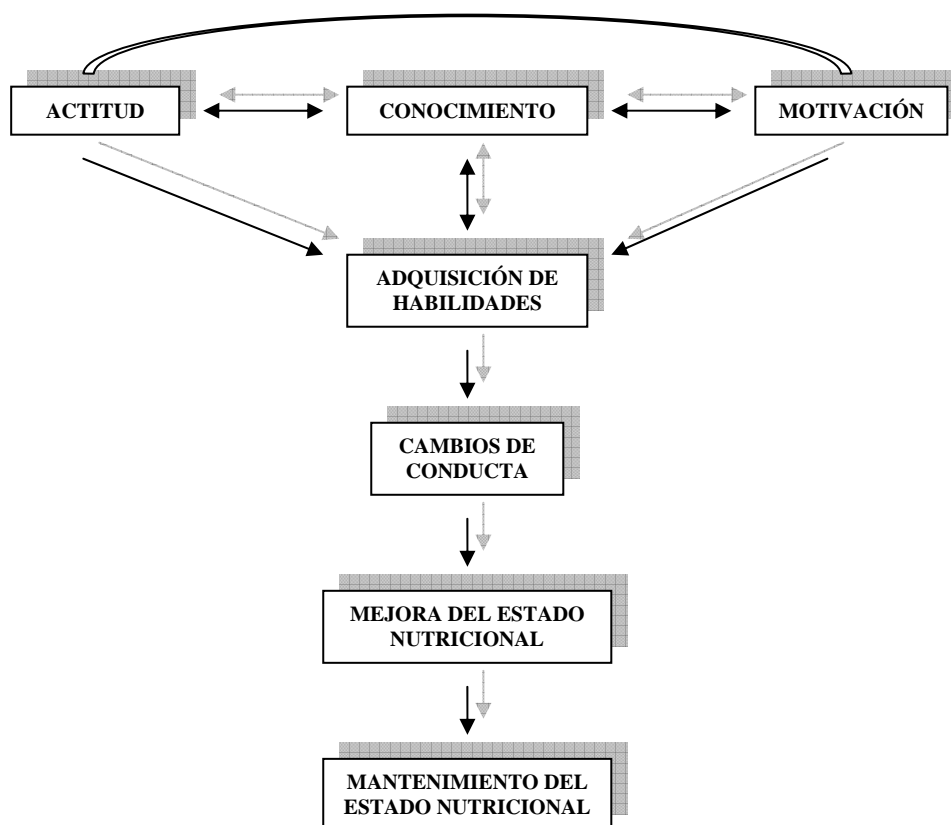 ACTITUD
CONOCIMIENTO
MOTIVACIÓN
ADQUISICIÓN DE
HABILIDADES
CAMBIOS DE
CONDUCTA
MEJORA DEL ESTADO
NUTRICIONAL
MANTENIMIENTO DEL
ESTADO NUTRICIONAL